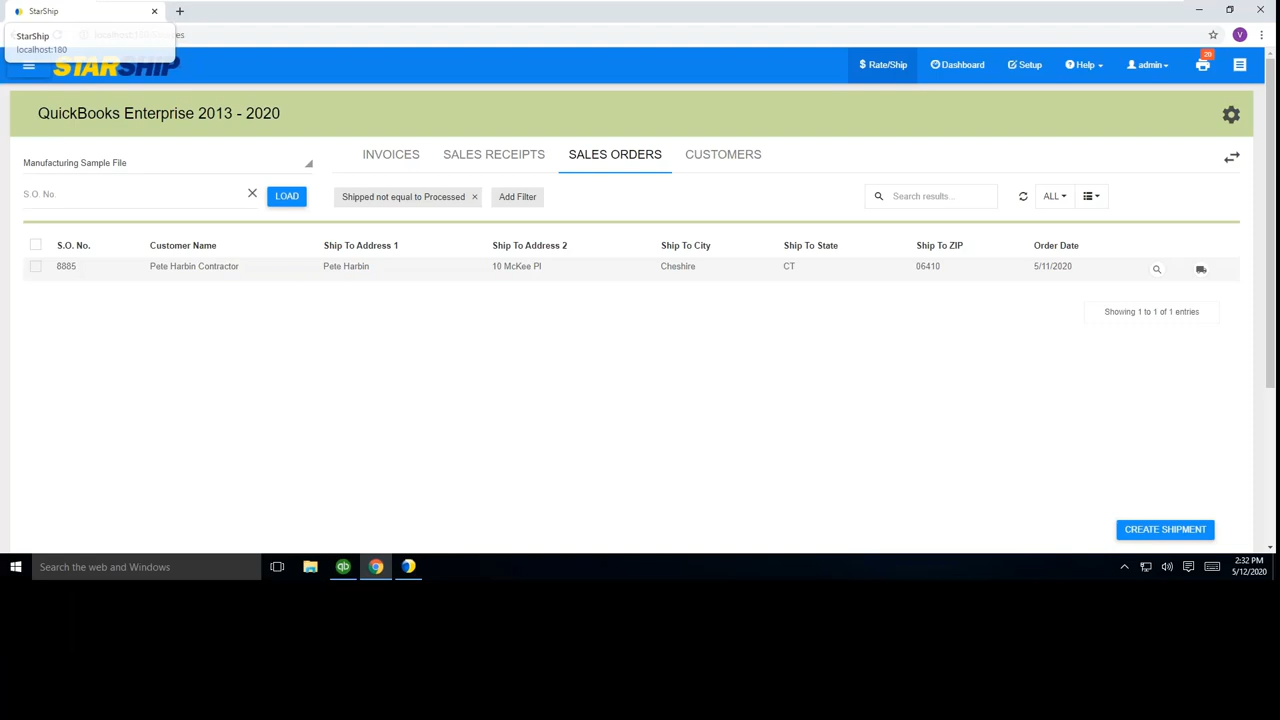 StarShip
StarShip
localhost:180
STARSHIP
$ Rate/Ship
Dashboard
Setup
Help
admin
20
QuickBooks Enterprise 2013 - 2020
Manufacturing Sample File
INVOICES
SALES RECEIPTS
SALES ORDERS
CUSTOMERS
S.O. No.
LOAD
Shipped not equal to Processed
Add Filter
Search results...
ALL
S.O. No. Customer Name Ship To Address 1 Ship To Address 2 Ship To City Ship To State Ship To ZIP Order Date
8885 Pete Harbin Contractor Pete Harbin 10 McKee Pl Cheshire CT 06410 5/11/2020
Showing 1 to 1 of 1 entries
CREATE SHIPMENT
Search the web and Windows
qb
2:32 PM
5/12/2020
V